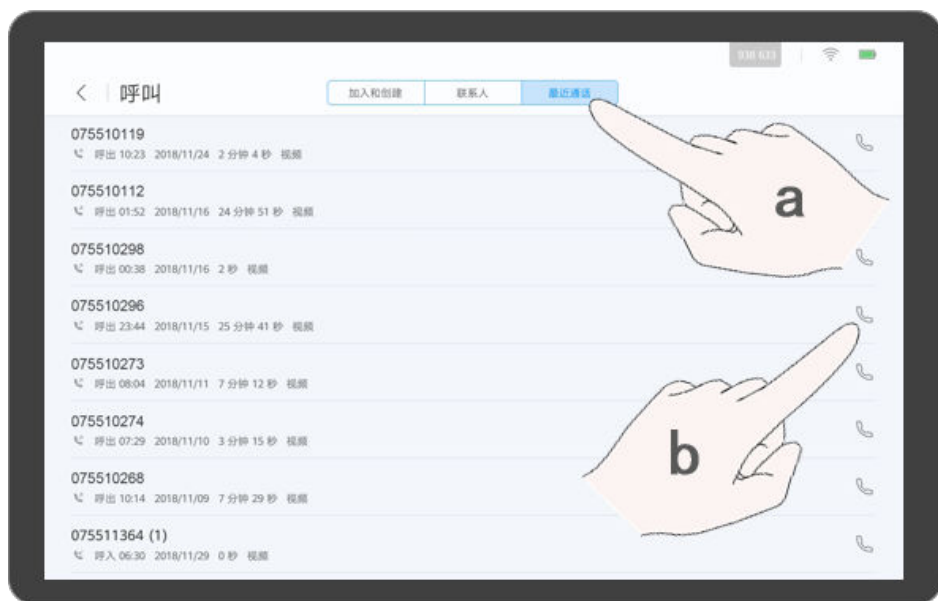 938 633
呼叫
加入和创建 联系人 最近通话
075510119
呼出 10:23 2018/11/24 2 分钟 4 秒 视频
075510112
呼出 01:52 2018/11/16 24 分钟 51 秒 视频
075510298
呼出 00:38 2018/11/16 2 秒 视频
075510296
呼出 23:44 2018/11/15 25 分钟 41 秒 视频
075510273
呼出 08:04 2018/11/11 7 分钟 12 秒 视频
075510274
呼出 07:29 2018/11/10 3 分钟 15 秒 视频
075510268
呼出 10:14 2018/11/09 7 分钟 29 秒 视频
075511364 (1)
呼入 06:30 2018/11/29 0 秒 视频
a
b